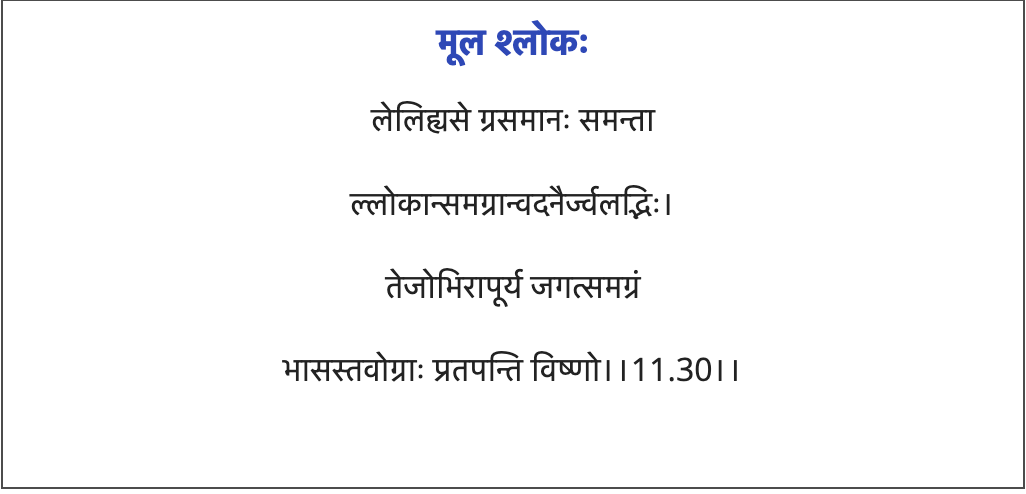 मूल श्लोकः
लेलिह्यसे ग्रसमानः समन्ता
ल्लोकान्समग्रान्वदनैर्ज्वलद्भिः।
तेजोभिरापूर्य जगत्समग्रं
भासस्तवोग्राः प्रतपन्ति विष्णो।।11.30।।